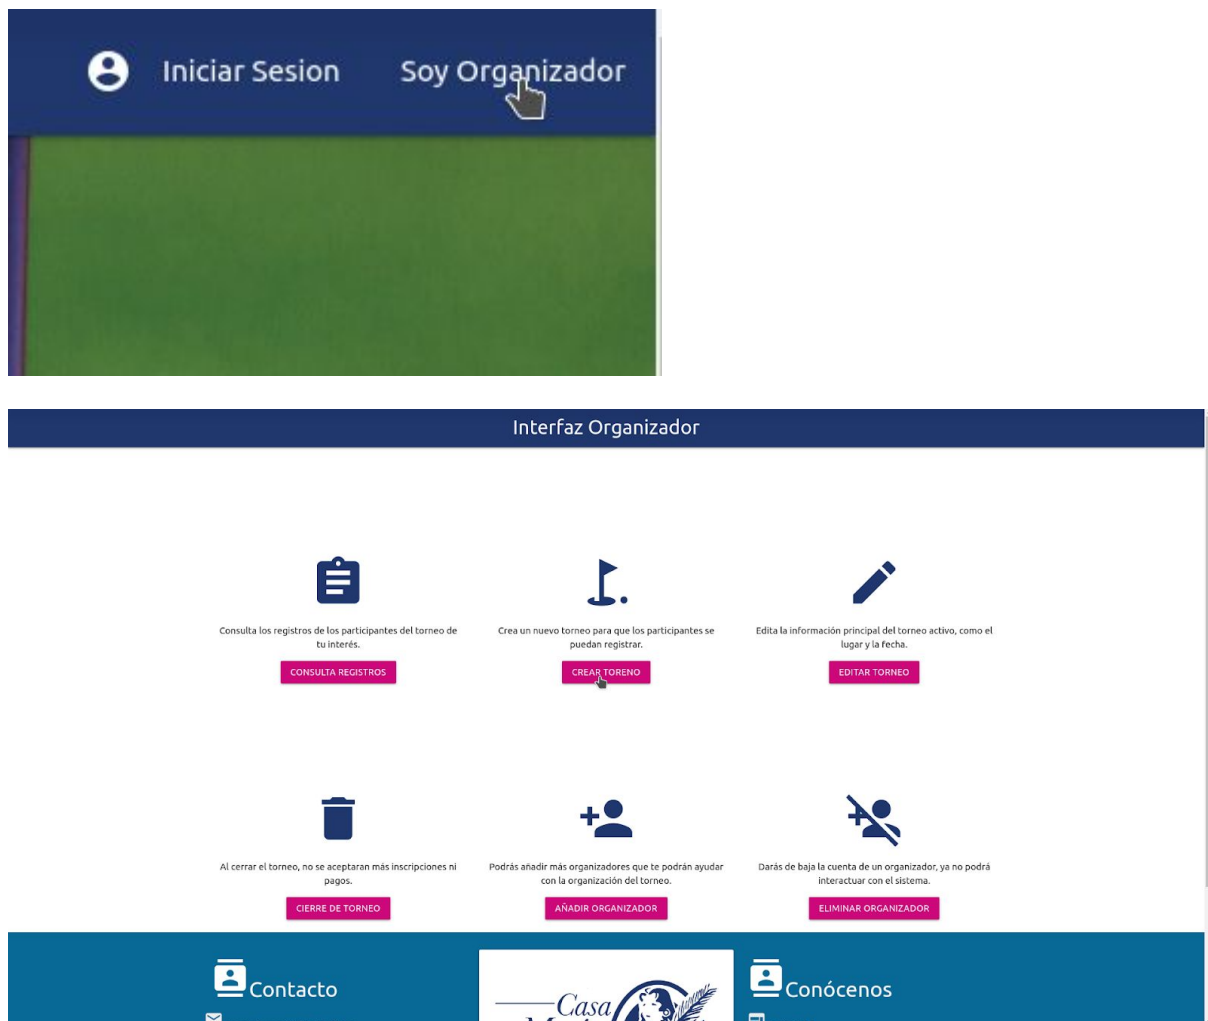 Iniciar Sesion
Soy Organizador
Interfaz Organizador
Consulta los registros de los participantes del torneo de
tu interés.
CONSULTA REGISTROS
Crea un nuevo torneo para que los participantes se
puedan registrar.
CREAR TORENO
Edita la información principal del torneo activo, como el
lugar y la fecha.
EDITAR TORNEO
Al cerrar el torneo, no se aceptaran más inscripciones ni
pagos.
CIERRE DE TORNEO
Podrás añadir más organizadores que te podrán ayudar
con la organización del torneo.
AÑADIR ORGANIZADOR
Darás de baja la cuenta de un organizador, ya no podrá
interactuar con el sistema.
ELIMINAR ORGANIZADOR
Contacto
Casa
Conócenos